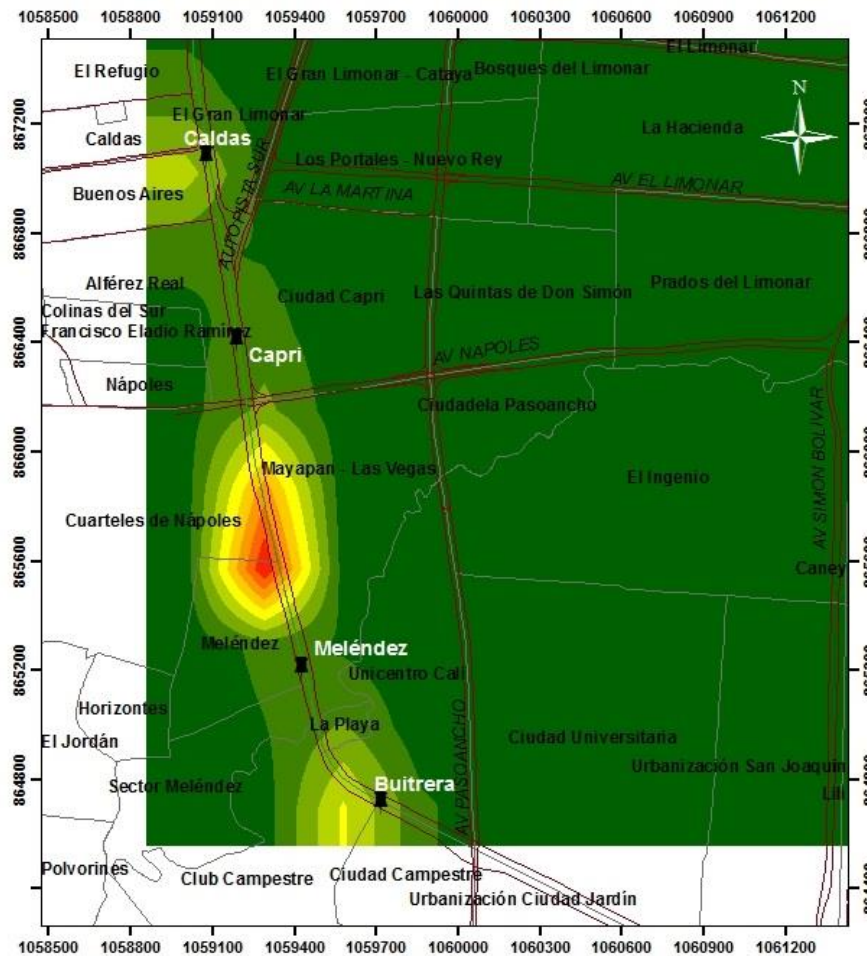 1058500 1058800 1059100 1059400 1059700 1060000 1060300 1060600 1060900 1061200
867200
866800
866400
866000
865600
865200
864800
El Limonar
El Refugio
El Gran Limonar - Cataya
Bosques del Limonar
N
El Gran Limonar
La Hacienda
Caldas
Caldas
Los Portales - Nuevo Rey
Buenos Aires
AV LA MARTINA
AV EL LIMONAR
AUTOPISTA SUR
Alférez Real
Ciudad Capri
Las Quintas de Don Simón
Prados del Limonar
Colinas del Sur
Francisco Eladio Ramírez
Capri
AV NAPOLES
Nápoles
Ciudadela Pasoancho
AV SIMON BOLIVAR
Mayapan - Las Vegas
El Ingenio
Cuarteles de Nápoles
Caney
Meléndez
Meléndez
Unicentro Cali
Horizontes
La Playa
El Jordán
AV PASOANCHO
Ciudad Universitaria
Sector Meléndez
Buitrera
Urbanización San Joaquin
Lili
Polvorines
Club Campestre
Ciudad Campestre
Urbanización Ciudad Jardín
1058500 1058800 1059100 1059400 1059700 1060000 1060300 1060600 1060900 1061200